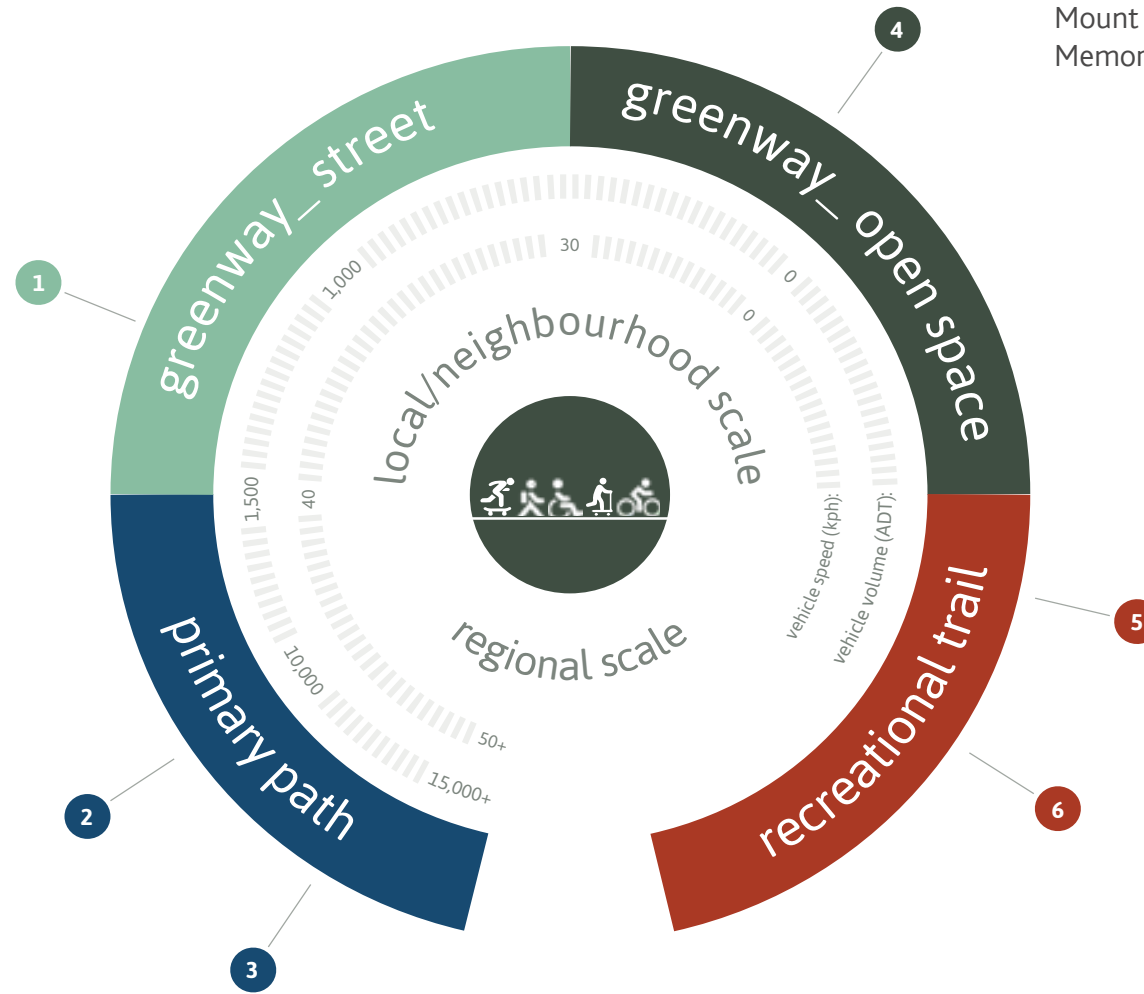 Mount
Memor
4
greenway_ street
greenway_ open space
1
1,000
30
0
0
local/neighbourhood scale
1,500
40
vehicle speed (kph):
vehicle volume (ADT):
regional scale
primary path
10,000
50+
15,000+
recreational trail
5
2
6
3